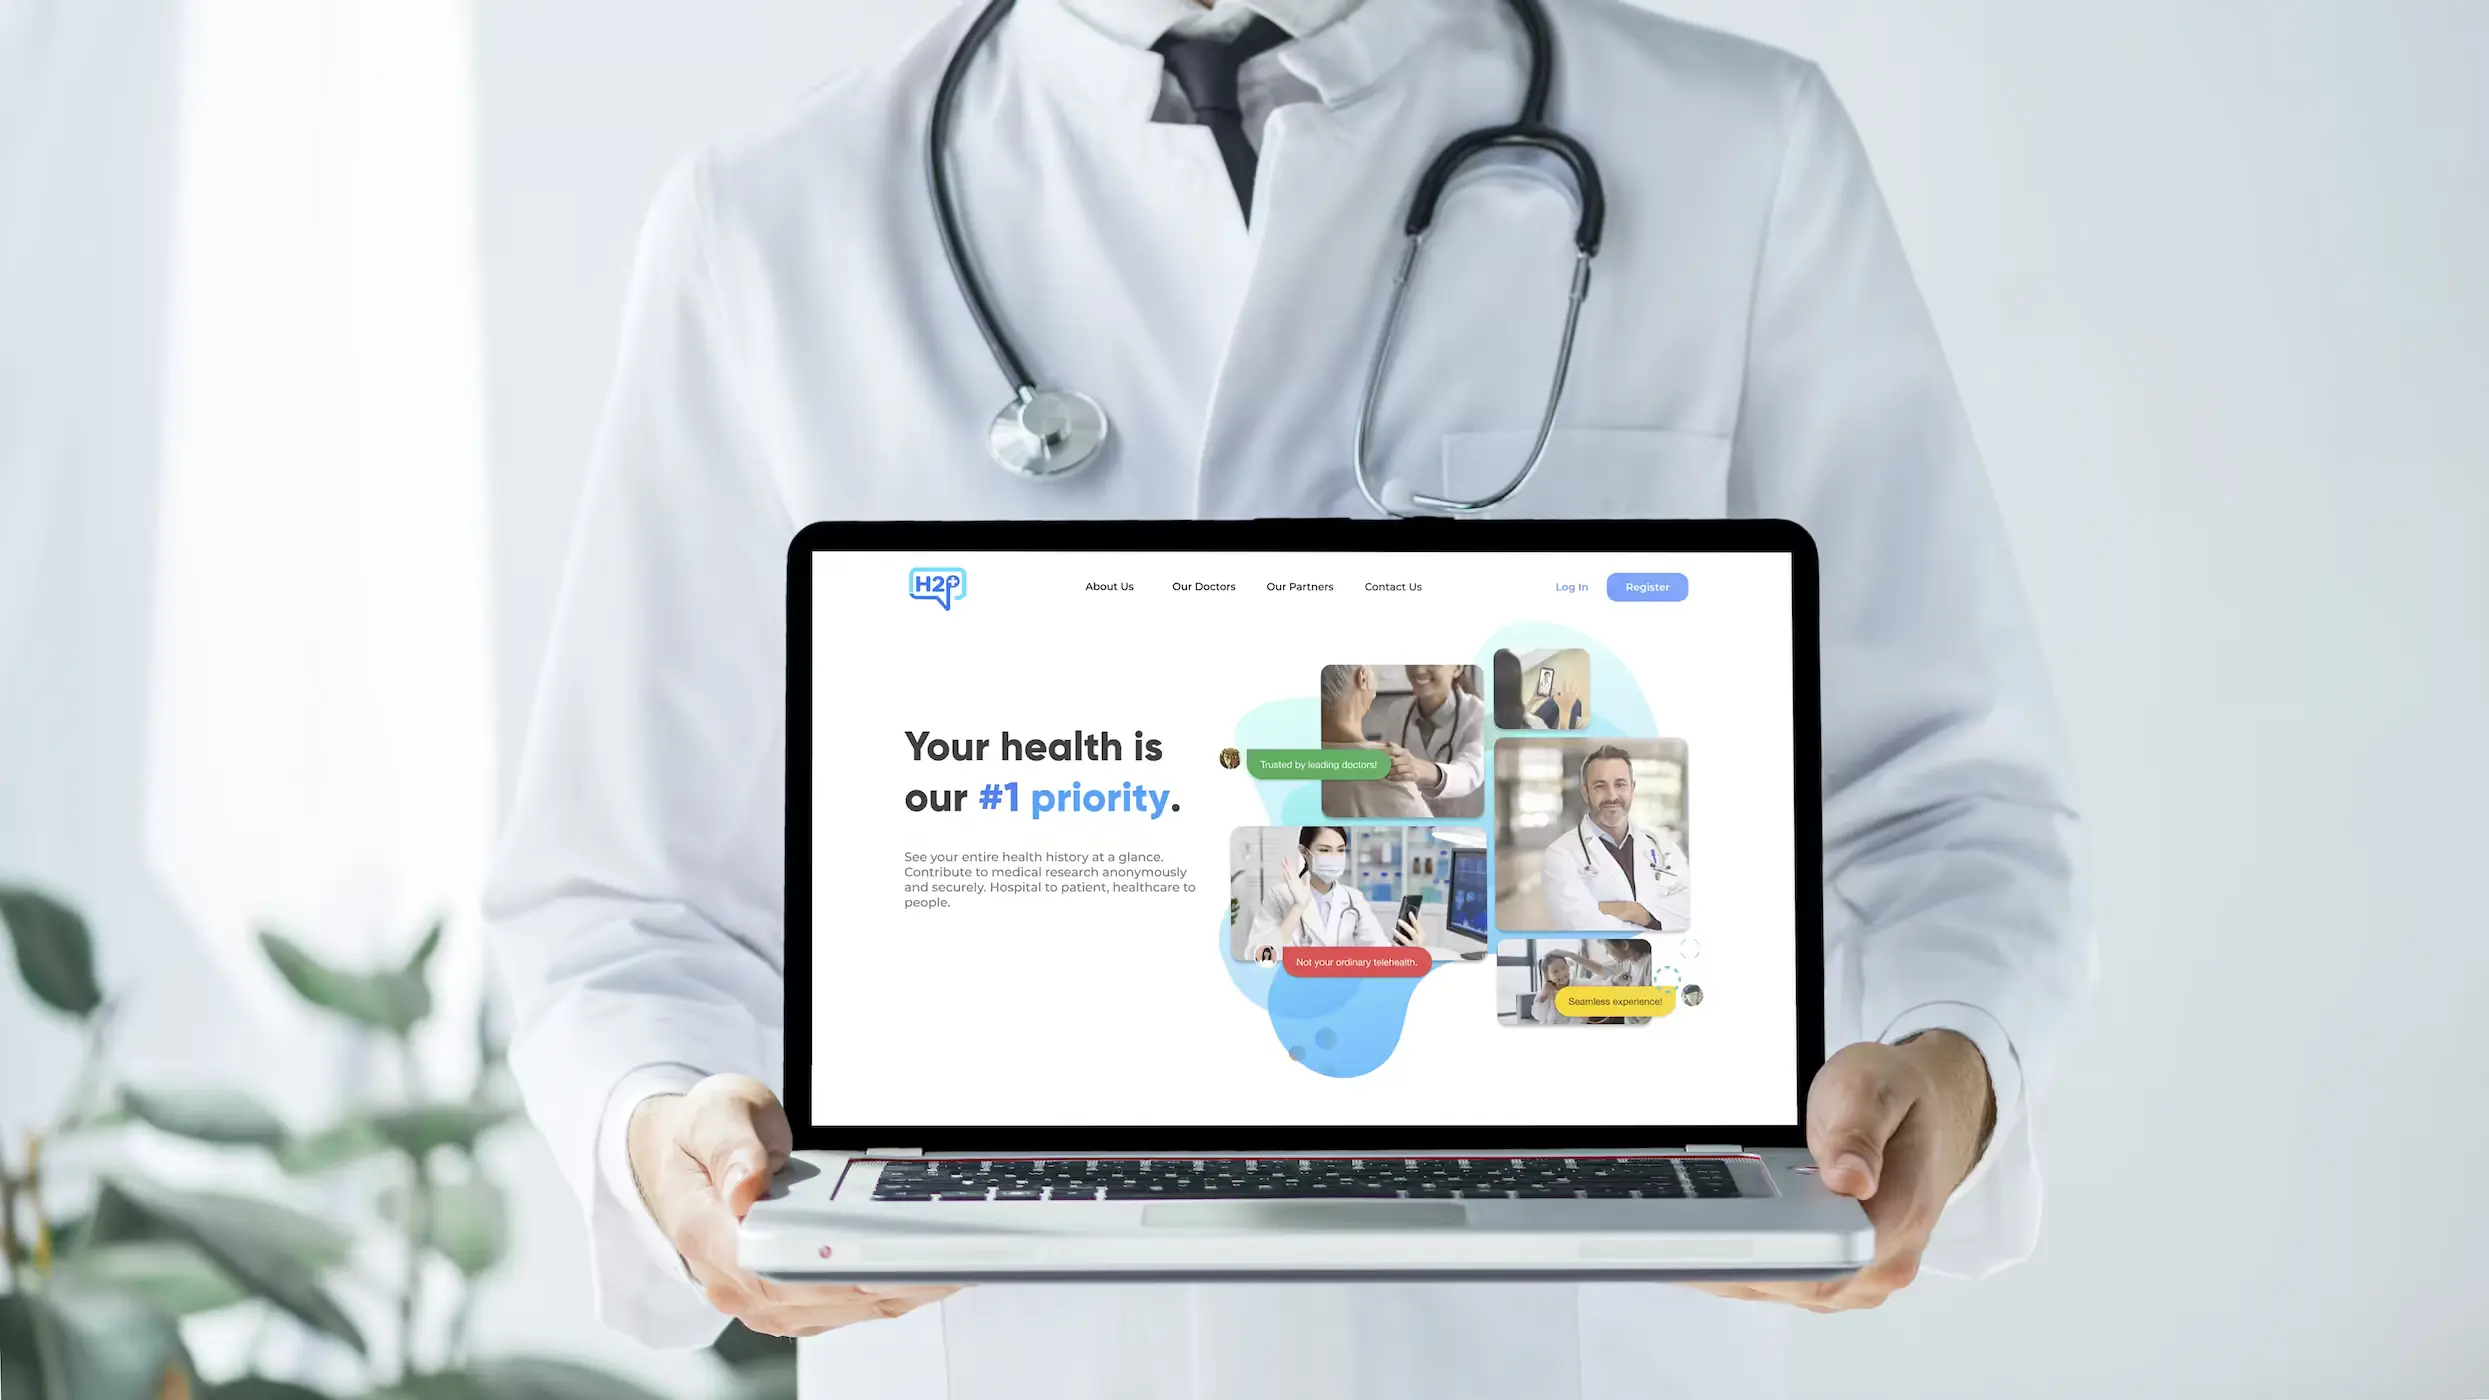 H2P
About Us
Our Doctors
Our Partners
Contact Us
Log In
Register
Your health is
our #1 priority.
See your entire health history at a glance.
Contribute to medical research anonymously
and securely. Hospital to patient, healthcare to
people.
Trusted by leading doctors!
Not your ordinary telehealth.
Seamless experience!